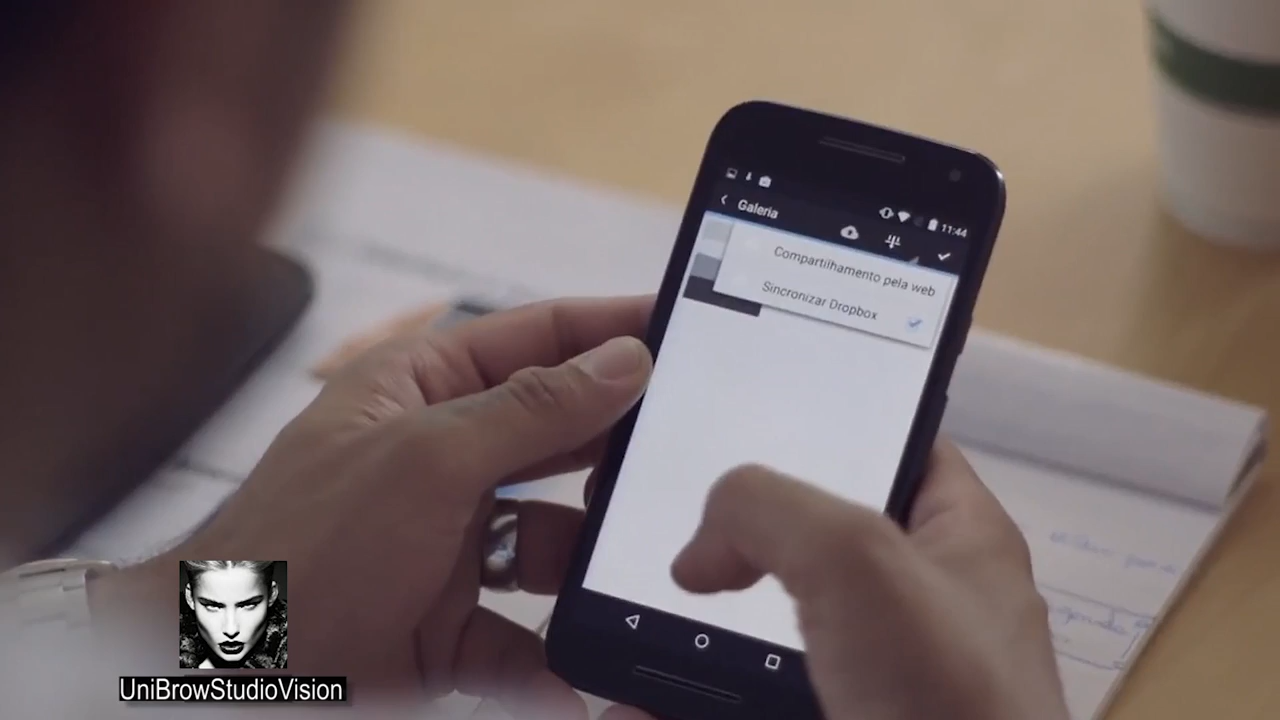 11:44
Galeria
Compartilhamento pela web
Sincronizar Dropbox
UniBrowStudioVision